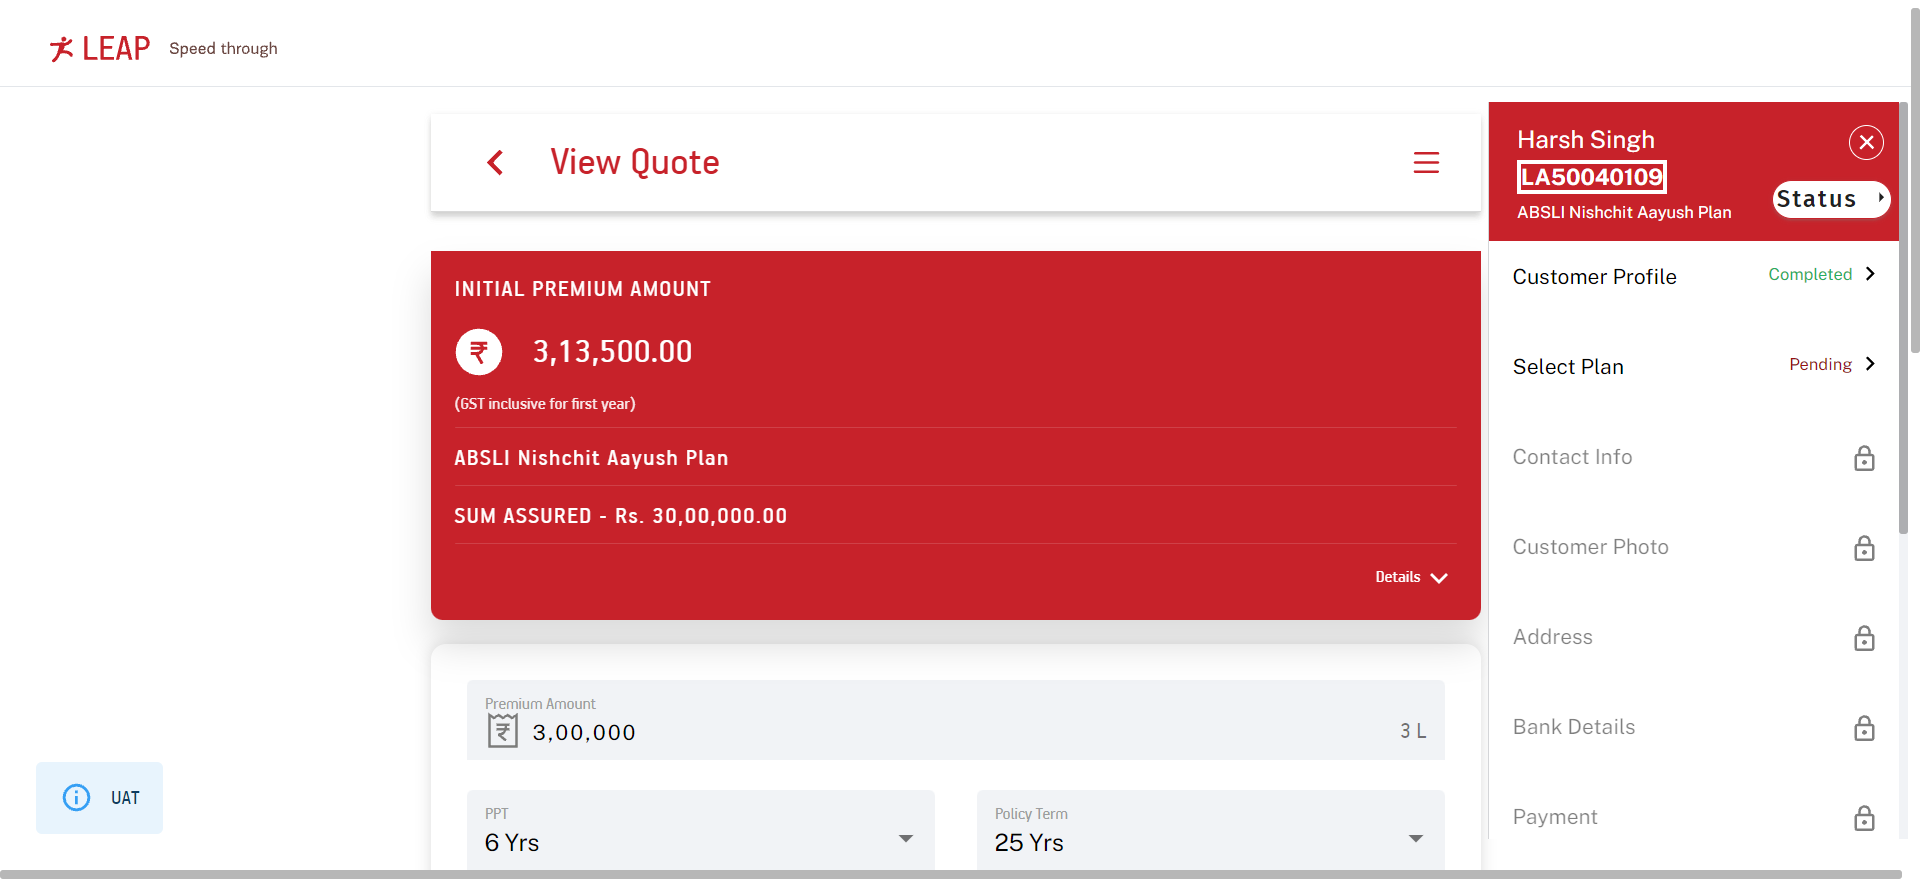 LEAP Speed through
View Quote
INITIAL PREMIUM AMOUNT
₹ 3,13,500.00
(GST inclusive for first year)
ABSLI Nishchit Aayush Plan
SUM ASSURED - Rs. 30,00,000.00
Details
Premium Amount
₹ 3,00,000 3 L
PPT
6 Yrs
Policy Term
25 Yrs
UAT
Harsh Singh
LA50040109
ABSLI Nishchit Aayush Plan
Status
Customer Profile Completed
Select Plan Pending
Contact Info
Customer Photo
Address
Bank Details
Payment